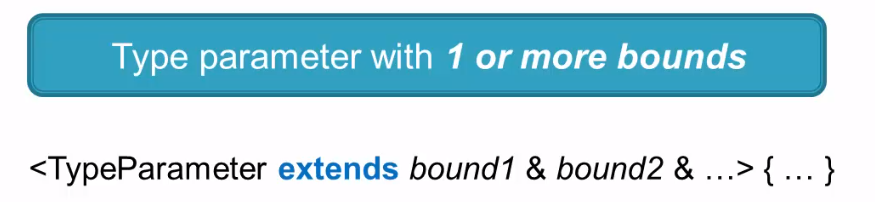 Type parameter with 1 or more bounds
<TypeParameter extends bound1 & bound2 & …> { … }